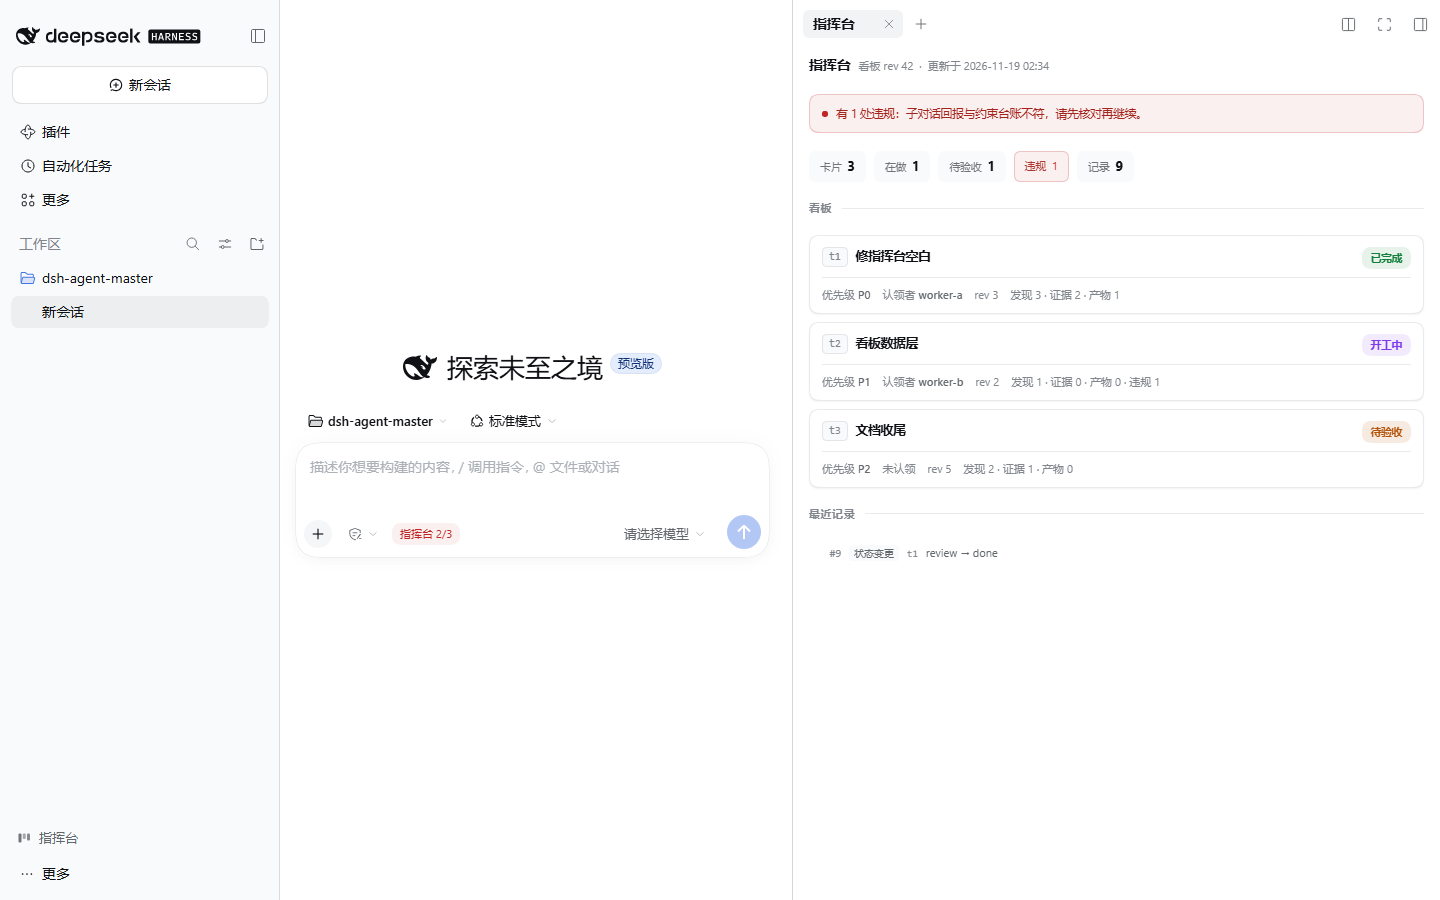 deepseek HARNESS
新会话
插件
自动化任务
更多
工作区
dsh-agent-master
新会话
指挥台
更多
探索未至之境 预览版
dsh-agent-master 标准模式
描述你想要构建的内容, / 调用指令, @ 文件或对话
指挥台 2/3 请选择模型
指挥台
指挥台 看板 rev 42 · 更新于 2026-11-19 02:34
有 1 处违规：子对话回报与约束台账不符，请先核对再继续。
卡片 3 在做 1 待验收 1 违规 1 记录 9
看板
t1 修指挥台空白 已完成
优先级 P0 认领者 worker-a rev 3 发现 3 · 证据 2 · 产物 1
t2 看板数据层 开工中
优先级 P1 认领者 worker-b rev 2 发现 1 · 证据 0 · 产物 0 · 违规 1
t3 文档收尾 待验收
优先级 P2 未认领 rev 5 发现 2 · 证据 1 · 产物 0
最近记录
#9 状态变更 t1 review → done